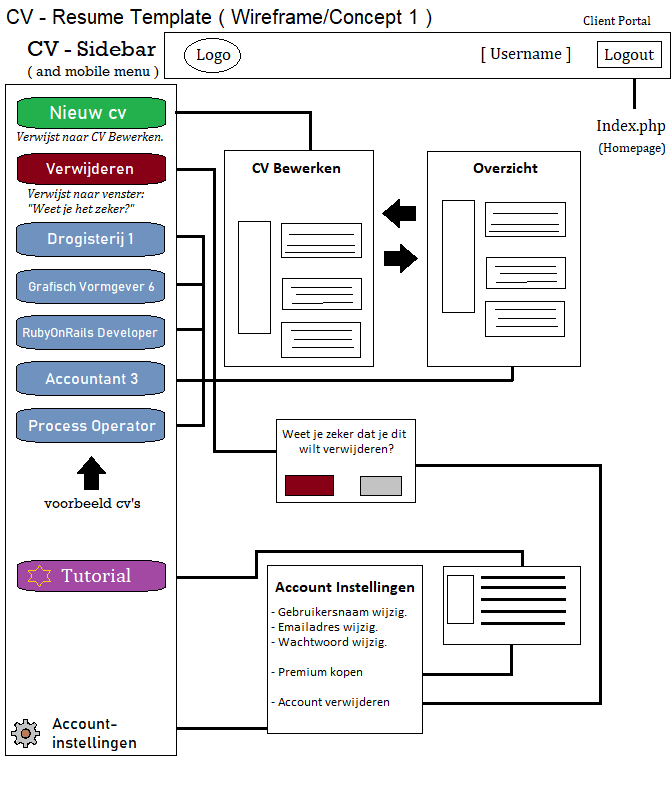 CV - Resume Template ( Wireframe/Concept 1 )
Client Portal
CV - Sidebar
( and mobile menu )
Logo
[ Username ]
Logout
Index.php
(Homepage)
Nieuw cv
Verwijst naar CV Bewerken.
Verwijderen
Verwijst naar venster:
"Weet je het zeker?"
Drogisterij 1
Grafisch Vormgever 6
RubyOnRails Developer
Accountant 3
Process Operator
voorbeeld cv's
Tutorial
Account-
instellingen
CV Bewerken
Overzicht
Weet je zeker dat je dit
wilt verwijderen?
Account Instellingen
- Gebruikersnaam wijzig.
- Emailadres wijzig.
- Wachtwoord wijzig.
- Premium kopen
- Account verwijderen